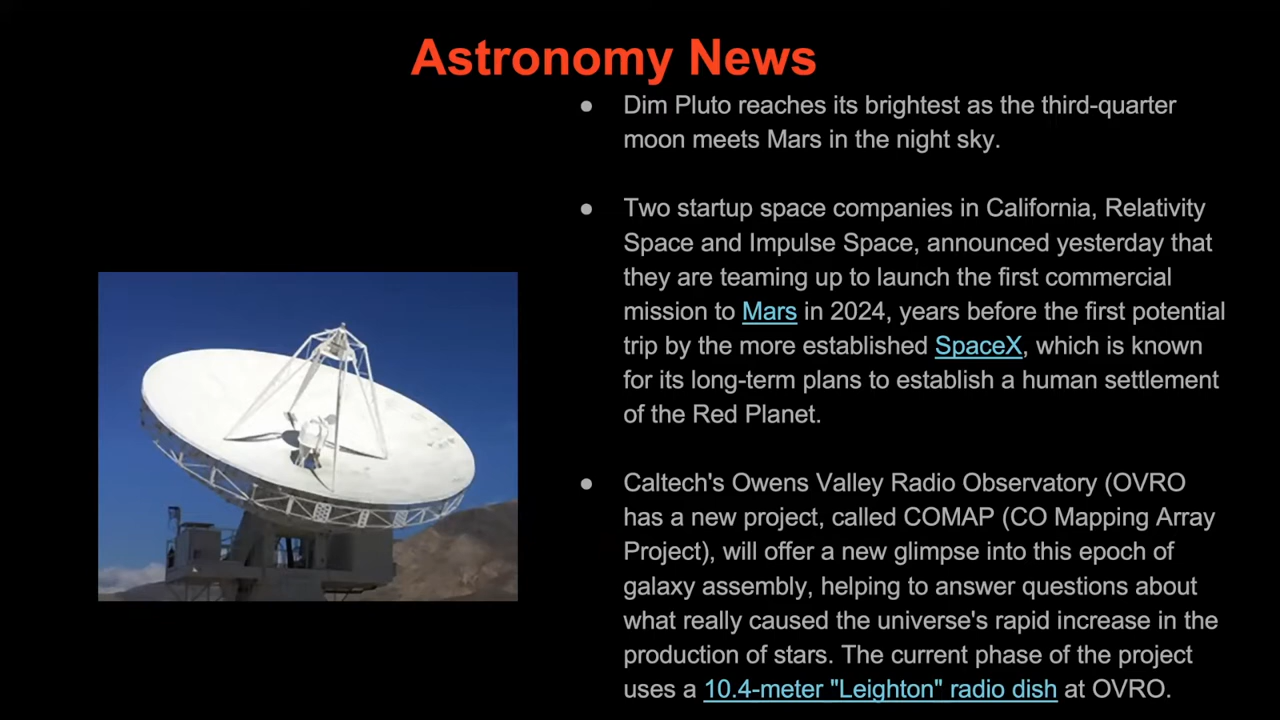 Astronomy News
● Dim Pluto reaches its brightest as the third-quarter
moon meets Mars in the night sky.
● Two startup space companies in California, Relativity
Space and Impulse Space, announced yesterday that
they are teaming up to launch the first commercial
mission to Mars in 2024, years before the first potential
trip by the more established SpaceX, which is known
for its long-term plans to establish a human settlement
of the Red Planet.
● Caltech's Owens Valley Radio Observatory (OVRO
has a new project, called COMAP (CO Mapping Array
Project), will offer a new glimpse into this epoch of
galaxy assembly, helping to answer questions about
what really caused the universe's rapid increase in the
production of stars. The current phase of the project
uses a 10.4-meter "Leighton" radio dish at OVRO.